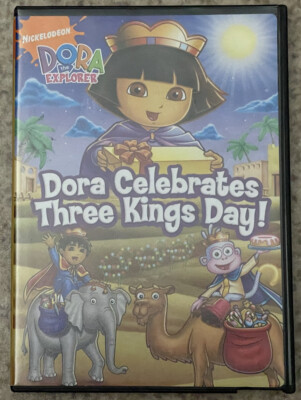 NICKELODEON
DORA
the
EXPLORER
Dora Celebrates
Three Kings Day!